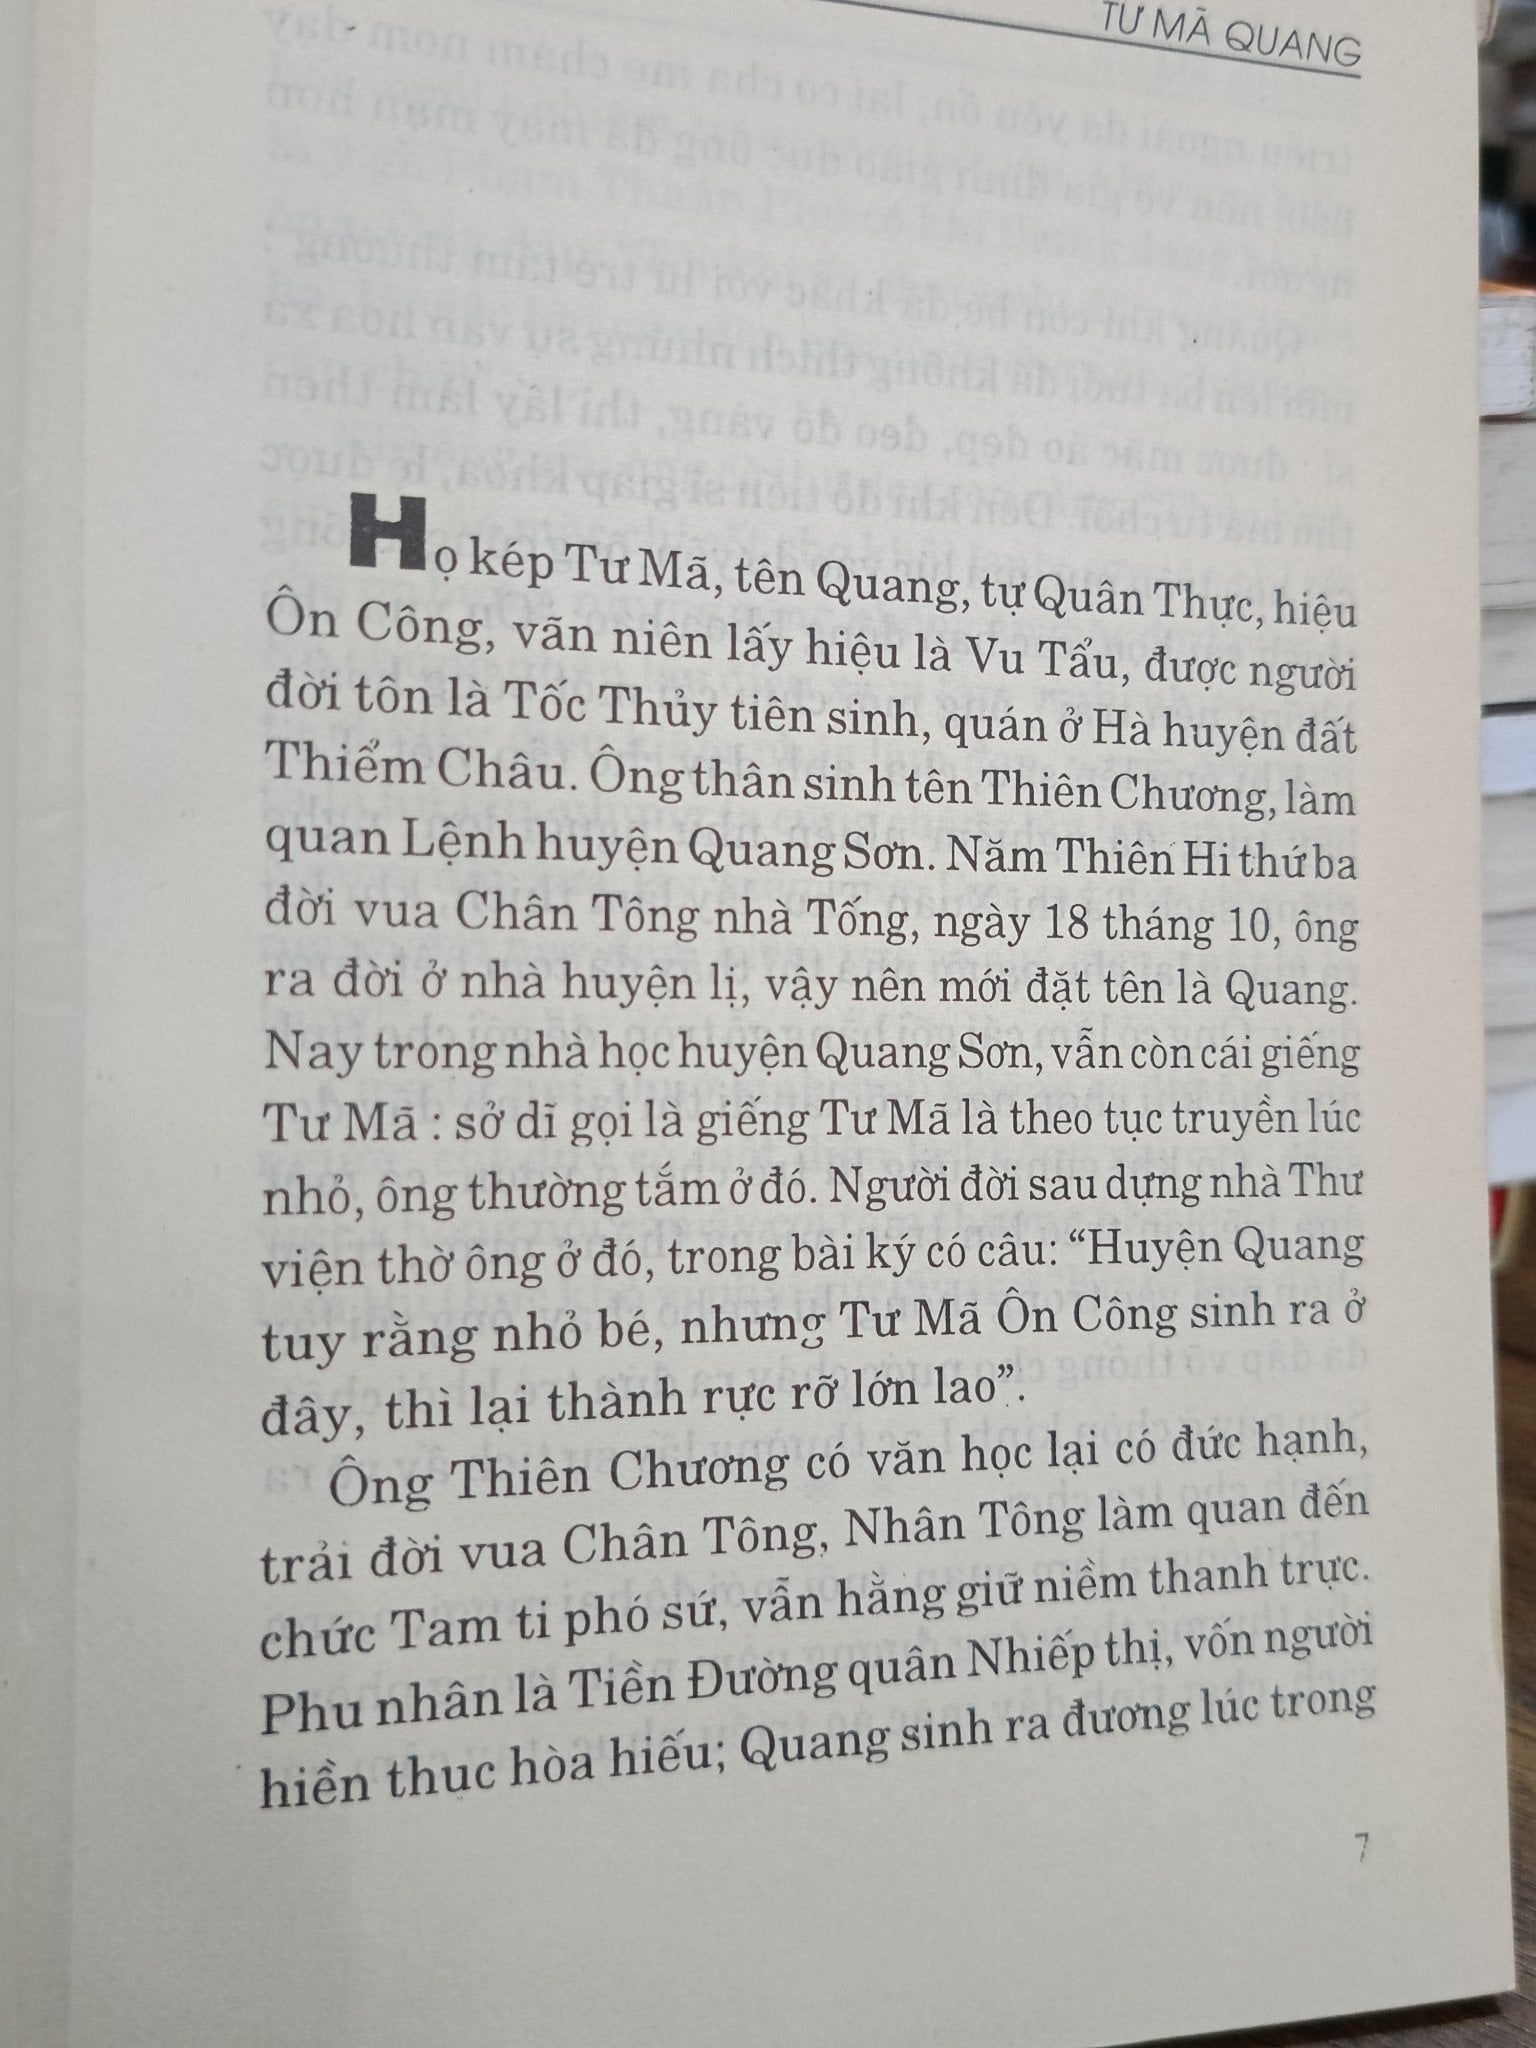 TƯ MÃ QUANG
Họ kép Tư Mã, tên Quang, tự Quân Thực, hiệu
Ôn Công, vãn niên lấy hiệu là Vu Tẩu, được người
đời tôn là Tốc Thủy tiên sinh, quán ở Hà huyện đất
Thiểm Châu. Ông thân sinh tên Thiên Chương, làm
quan Lệnh huyện Quang Sơn. Năm Thiên Hi thứ ba
đời vua Chân Tông nhà Tống, ngày 18 tháng 10, ông
ra đời ở nhà huyện lị, vậy nên mới đặt tên là Quang.
Nay trong nhà học huyện Quang Sơn, vẫn còn cái giếng
Tư Mã : sở dĩ gọi là giếng Tư Mã là theo tục truyền lúc
nhỏ, ông thường tắm ở đó. Người đời sau dựng nhà Thư
viện thờ ông ở đó, trong bài ký có câu: “Huyện Quang
tuy rằng nhỏ bé, nhưng Tư Mã Ôn Công sinh ra ở
đây, thì lại thành rực rỡ lớn lao”.
Ông Thiên Chương có văn học lại có đức hạnh,
trải đời vua Chân Tông, Nhân Tông làm quan đến
chức Tam ti phó sứ, vẫn hằng giữ niềm thanh trực.
Phu nhân là Tiền Đường quân Nhiếp thị, vốn người
hiền thục hòa hiếu; Quang sinh ra đương lúc trong
7